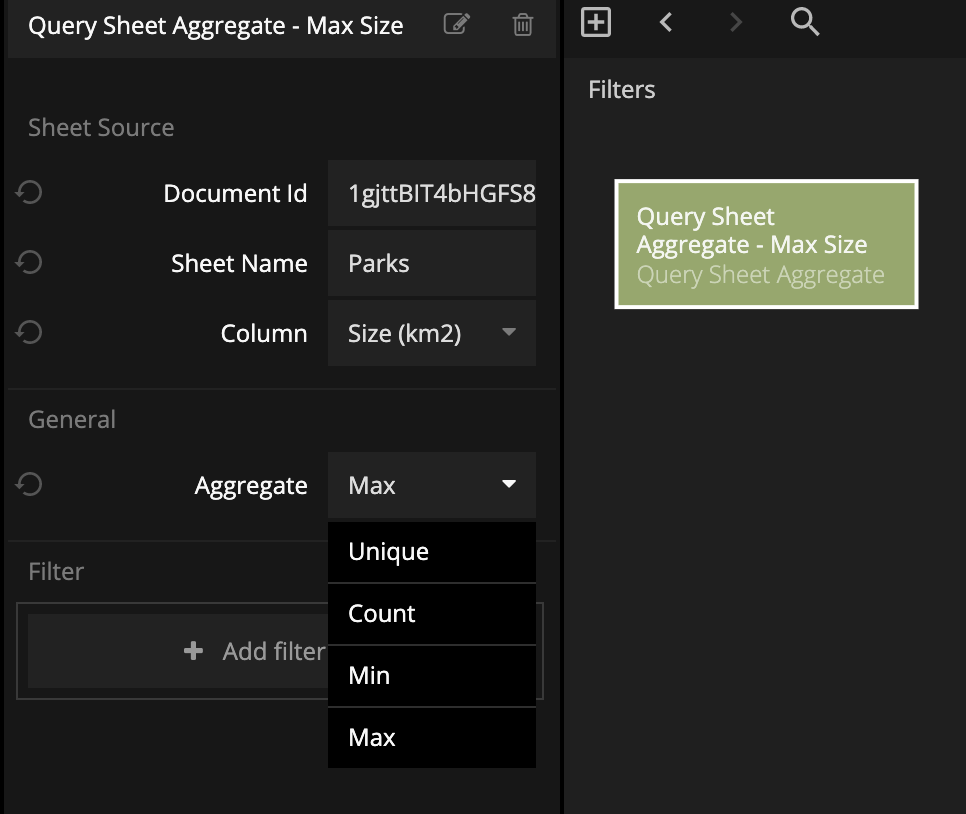 Query Sheet Aggregate - Max Size
Sheet Source
Document Id
1gjttBIT4bHGFS8
Sheet Name
Parks
Column
Size (km2)
General
Aggregate
Max
Unique
Count
Min
Max
Filter
Add filter
Filters
Query Sheet
Aggregate - Max Size
Query Sheet Aggregate